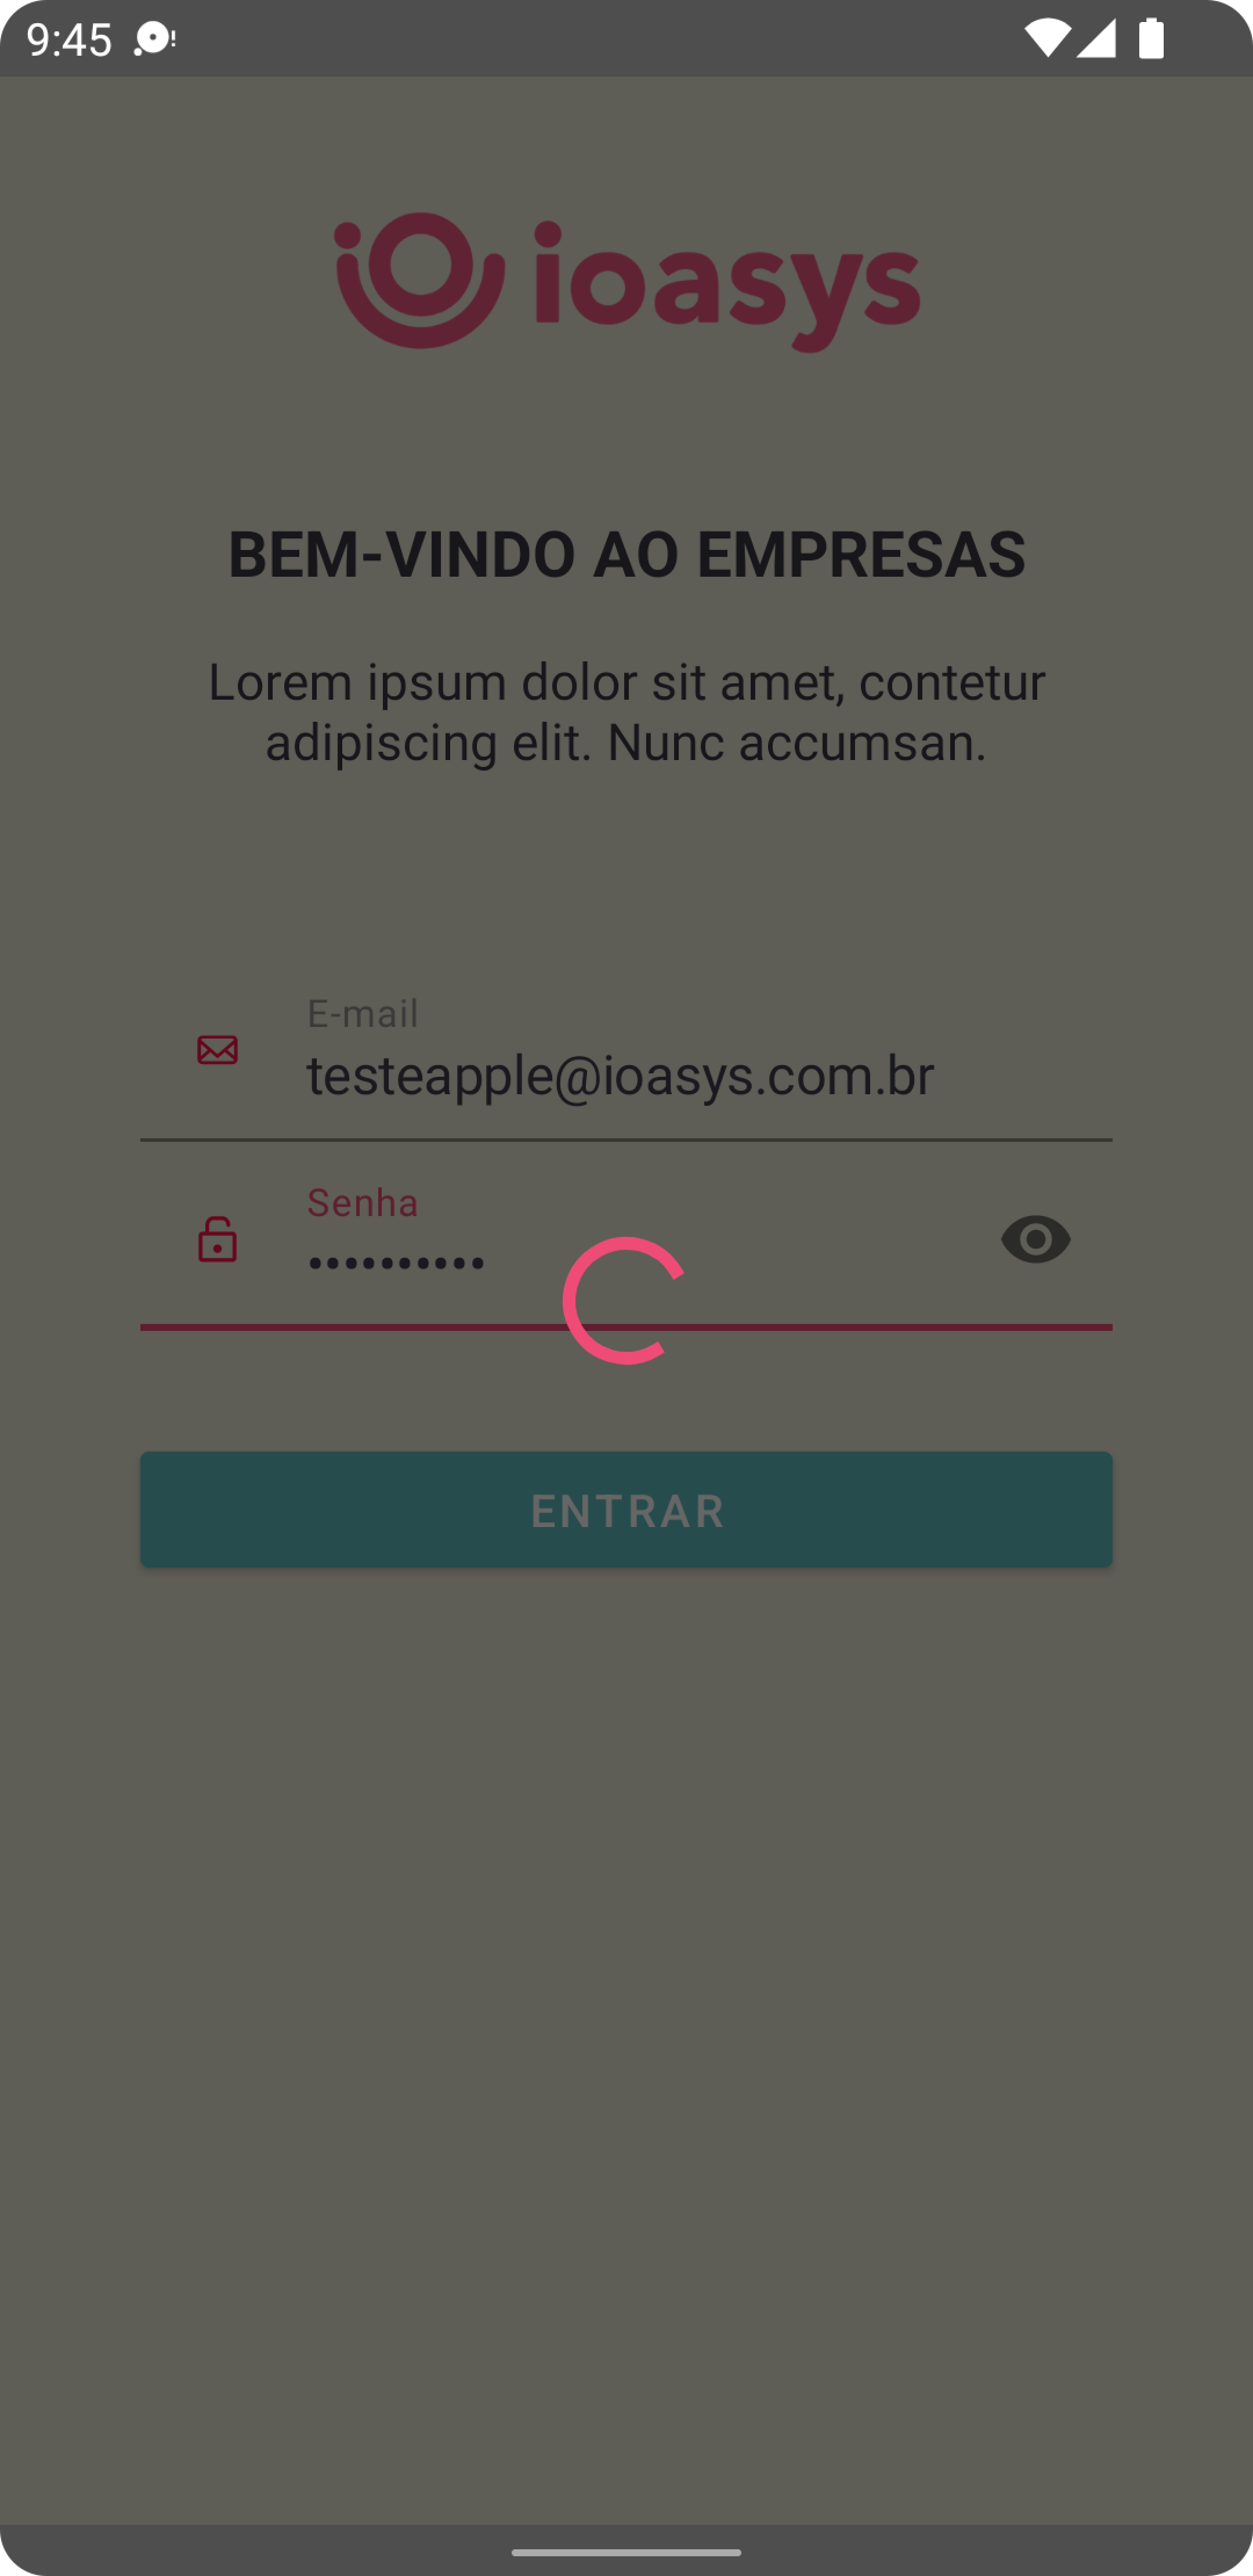 9:45
ioasys
BEM-VINDO AO EMPRESAS
Lorem ipsum dolor sit amet, contetur
adipiscing elit. Nunc accumsan.
E-mail
testeapple@ioasys.com.br
Senha
••••••••••
ENTRAR